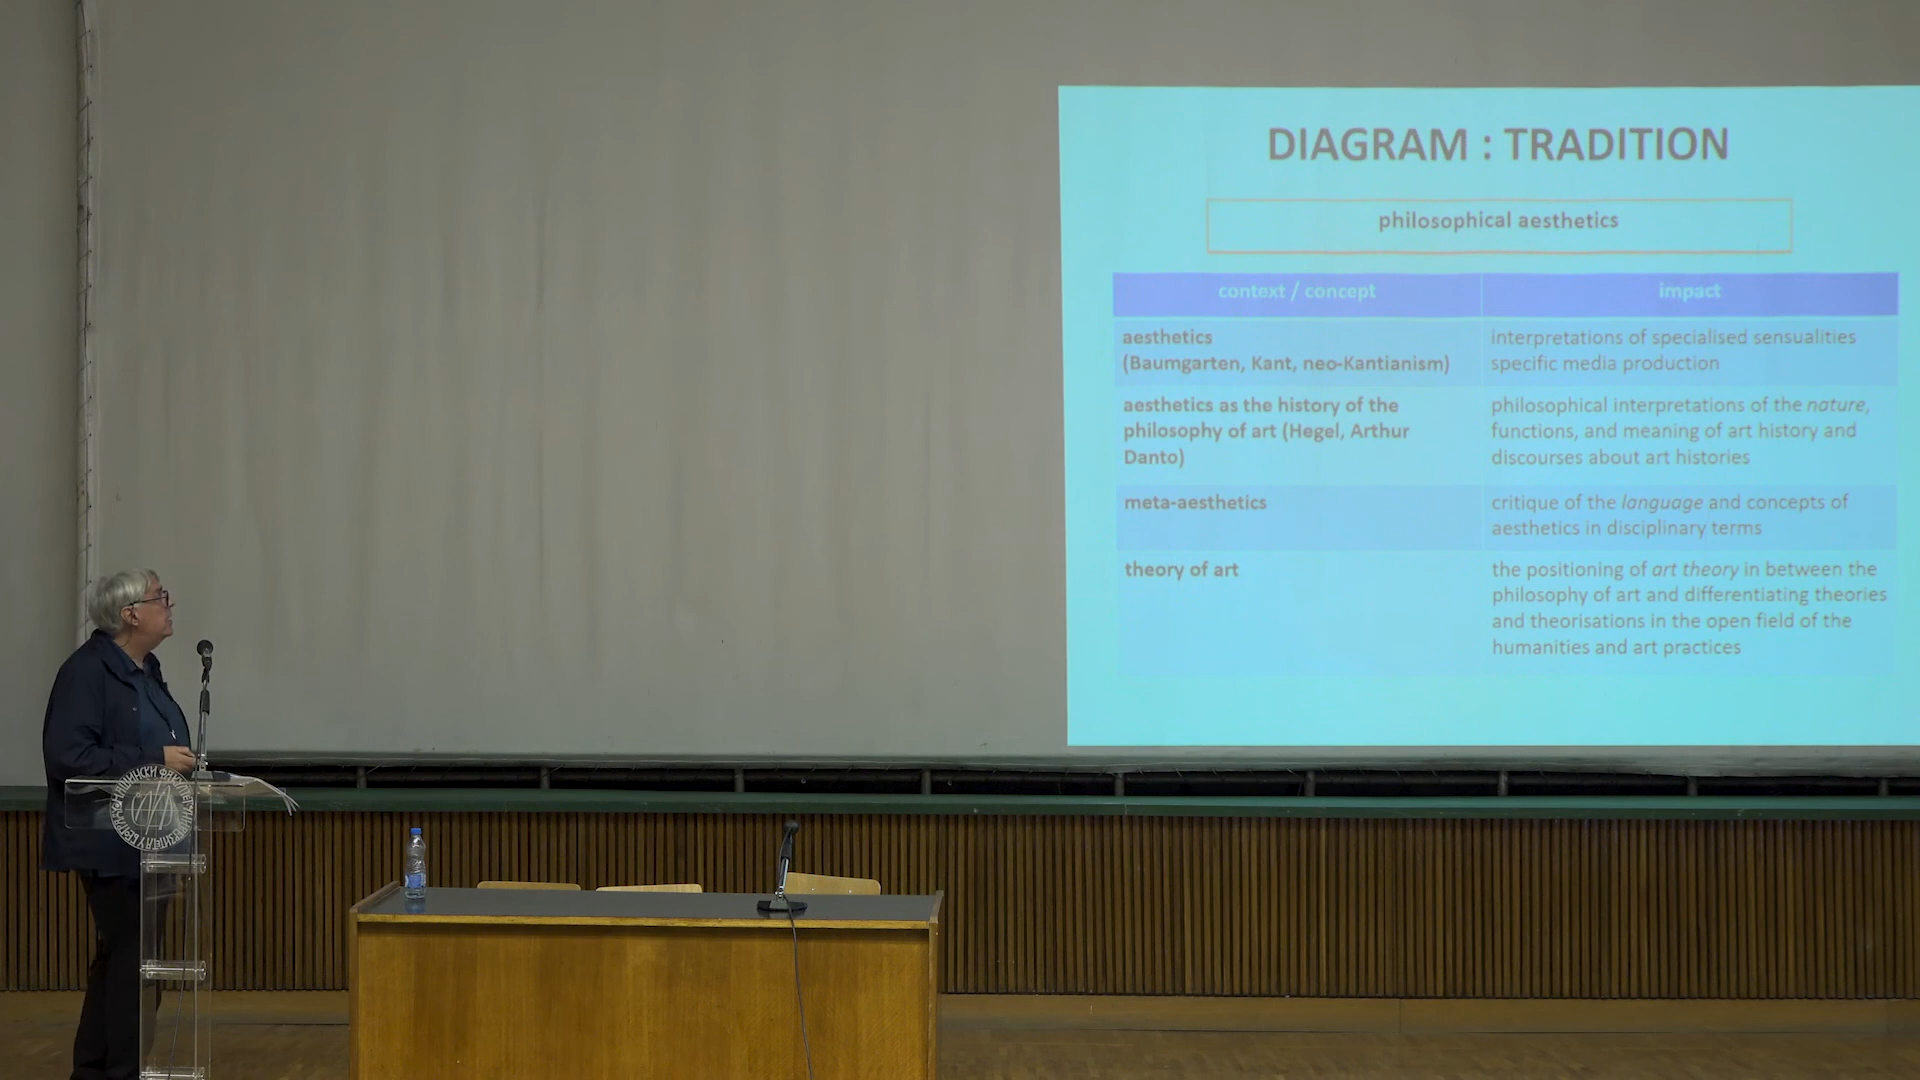 DIAGRAM : TRADITION
philosophical aesthetics
context / concept
impact
aesthetics
(Baumgarten, Kant, neo-Kantianism)
interpretations of specialised sensualities
specific media production
aesthetics as the history of the
philosophy of art (Hegel, Arthur
Danto)
philosophical interpretations of the nature,
functions, and meaning of art history and
discourses about art histories
meta-aesthetics
critique of the language and concepts of
aesthetics in disciplinary terms
theory of art
the positioning of art theory in between the
philosophy of art and differentiating theories
and theorisations in the open field of the
humanities and art practices